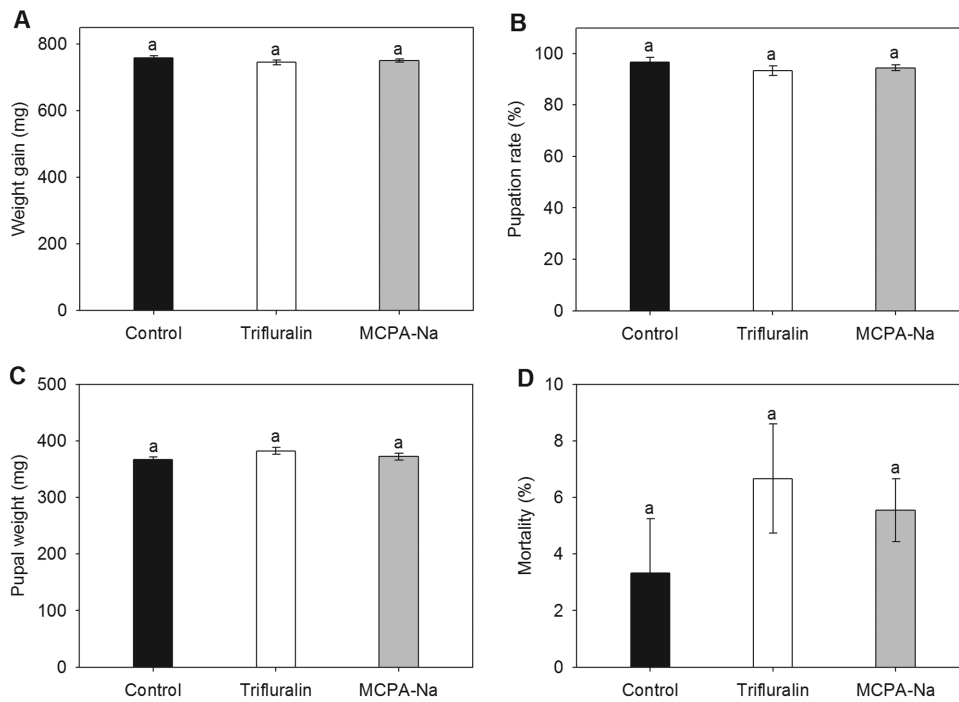 A
800
600
400
200
0
Weight gain (mg)
a
a
a
Control
Trifluralin
MCPA-Na
B
100
80
60
40
20
0
Pupation rate (%)
a
a
a
Control
Trifluralin
MCPA-Na
C
500
400
300
200
100
0
Pupal weight (mg)
a
a
a
Control
Trifluralin
MCPA-Na
D
10
8
6
4
2
0
Mortality (%)
a
a
a
Control
Trifluralin
MCPA-Na